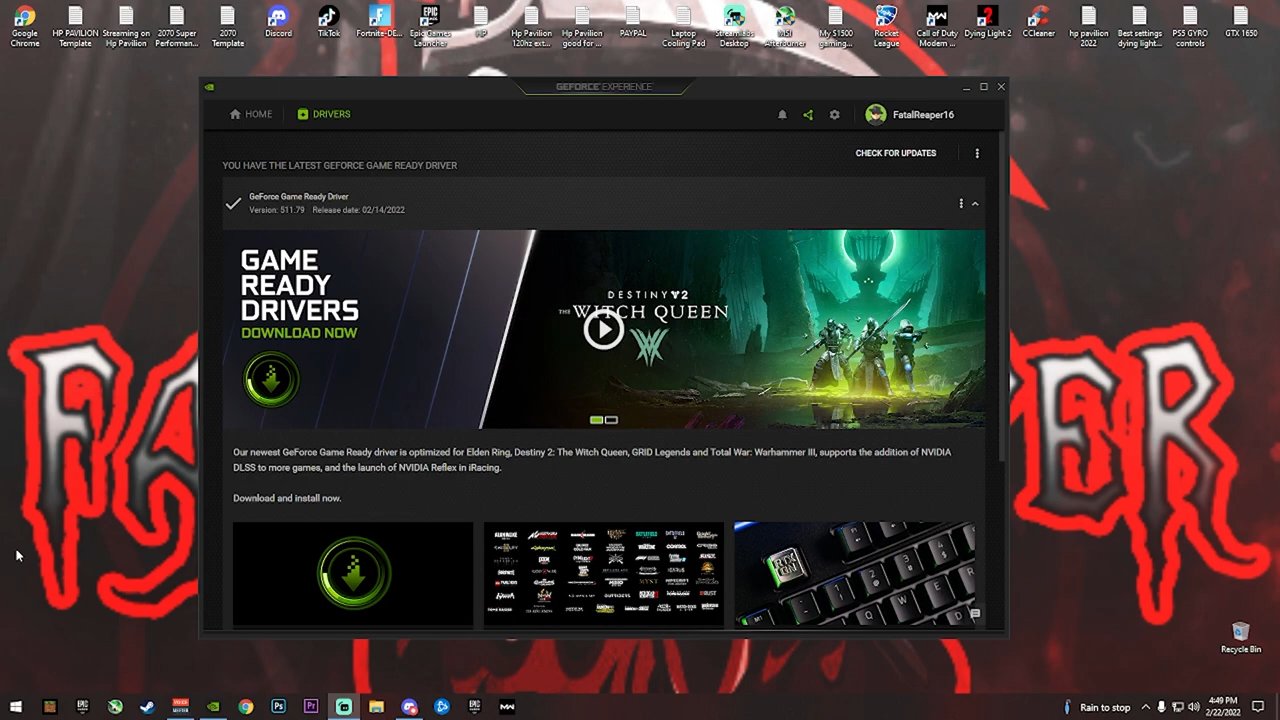 Google
Chrome
HP PAVILION
Template
Streaming on
Hp Pavilion
2070 Super
Performan...
2070
Template
Discord
TikTok
Fortnite-DE...
Epic Games
Launcher
HP
Hp Pavilion
120hz ext...
Hp Pavilion
good for ...
PAYPAL
Laptop
Cooling Pad
Streamlabs
Desktop
MSI
Afterburner
My $1500
gaming...
Rocket
League
Call of Duty
Modern ...
Dying Light 2
CCleaner
hp pavilion
2022
Best settings
dying light...
PS5 GYRO
controls
GTX 1650
GEFORCE EXPERIENCE
HOME
DRIVERS
FatalReaper16
CHECK FOR UPDATES
YOU HAVE THE LATEST GEFORCE GAME READY DRIVER
GeForce Game Ready Driver
Version: 511.79 Release date: 02/14/2022
GAME
READY
DRIVERS
DOWNLOAD NOW
DESTINY 2
THE WITCH QUEEN
Our newest GeForce Game Ready driver is optimized for Elden Ring, Destiny 2: The Witch Queen, GRID Legends and Total War: Warhammer III, supports the addition of NVIDIA
DLSS to more games, and the launch of NVIDIA Reflex in iRacing.
Download and install now.
RTX
ON
Recycle Bin
Rain to stop
4:49 PM
2/22/2022